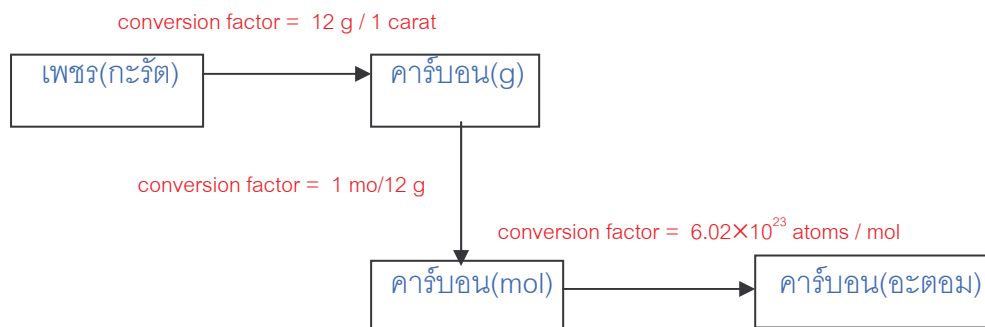 conversion factor = 12 g / 1 carat
เพชร(กะรัต)
คาร์บอน(g)
conversion factor = 1 mo/12 g
conversion factor = 6.02×10²³ atoms / mol
คาร์บอน(mol)
คาร์บอน(อะตอม)